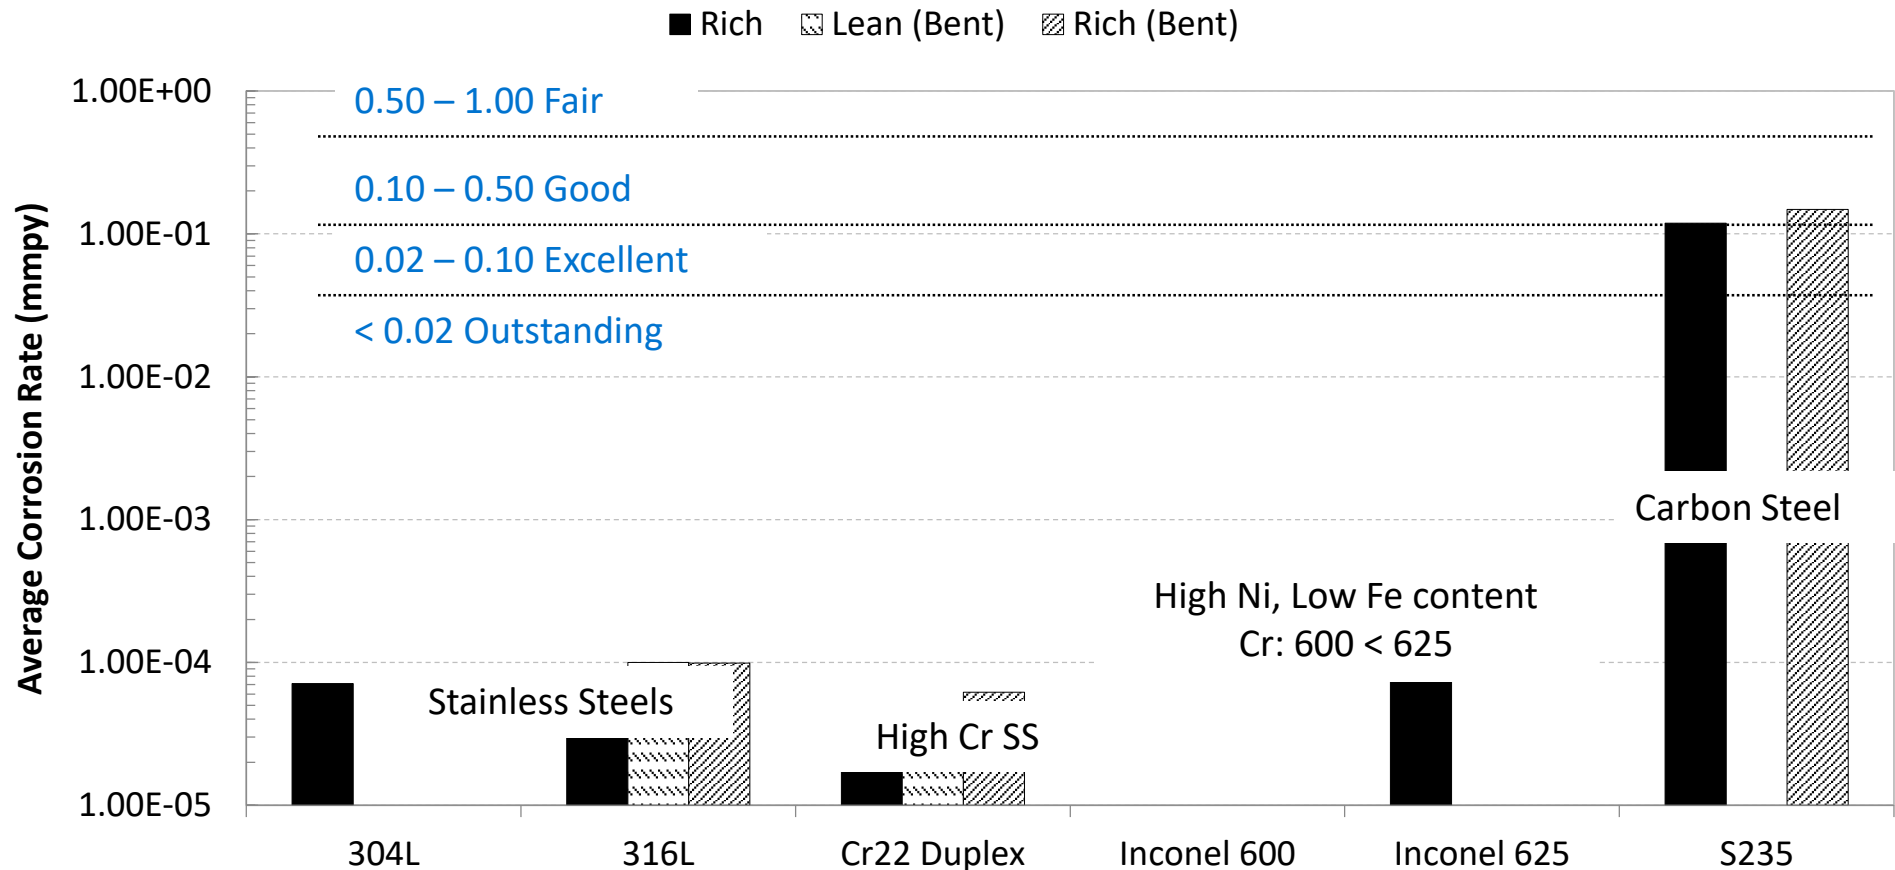 Rich Lean (Bent) Rich (Bent)
1.00E+00
0.50 – 1.00 Fair
0.10 – 0.50 Good
1.00E-01
0.02 – 0.10 Excellent
< 0.02 Outstanding
1.00E-02
1.00E-03
Carbon Steel
High Ni, Low Fe content
Cr: 600 < 625
1.00E-04
Stainless Steels
High Cr SS
1.00E-05
Average Corrosion Rate (mmpy)
304L 316L Cr22 Duplex Inconel 600 Inconel 625 S235